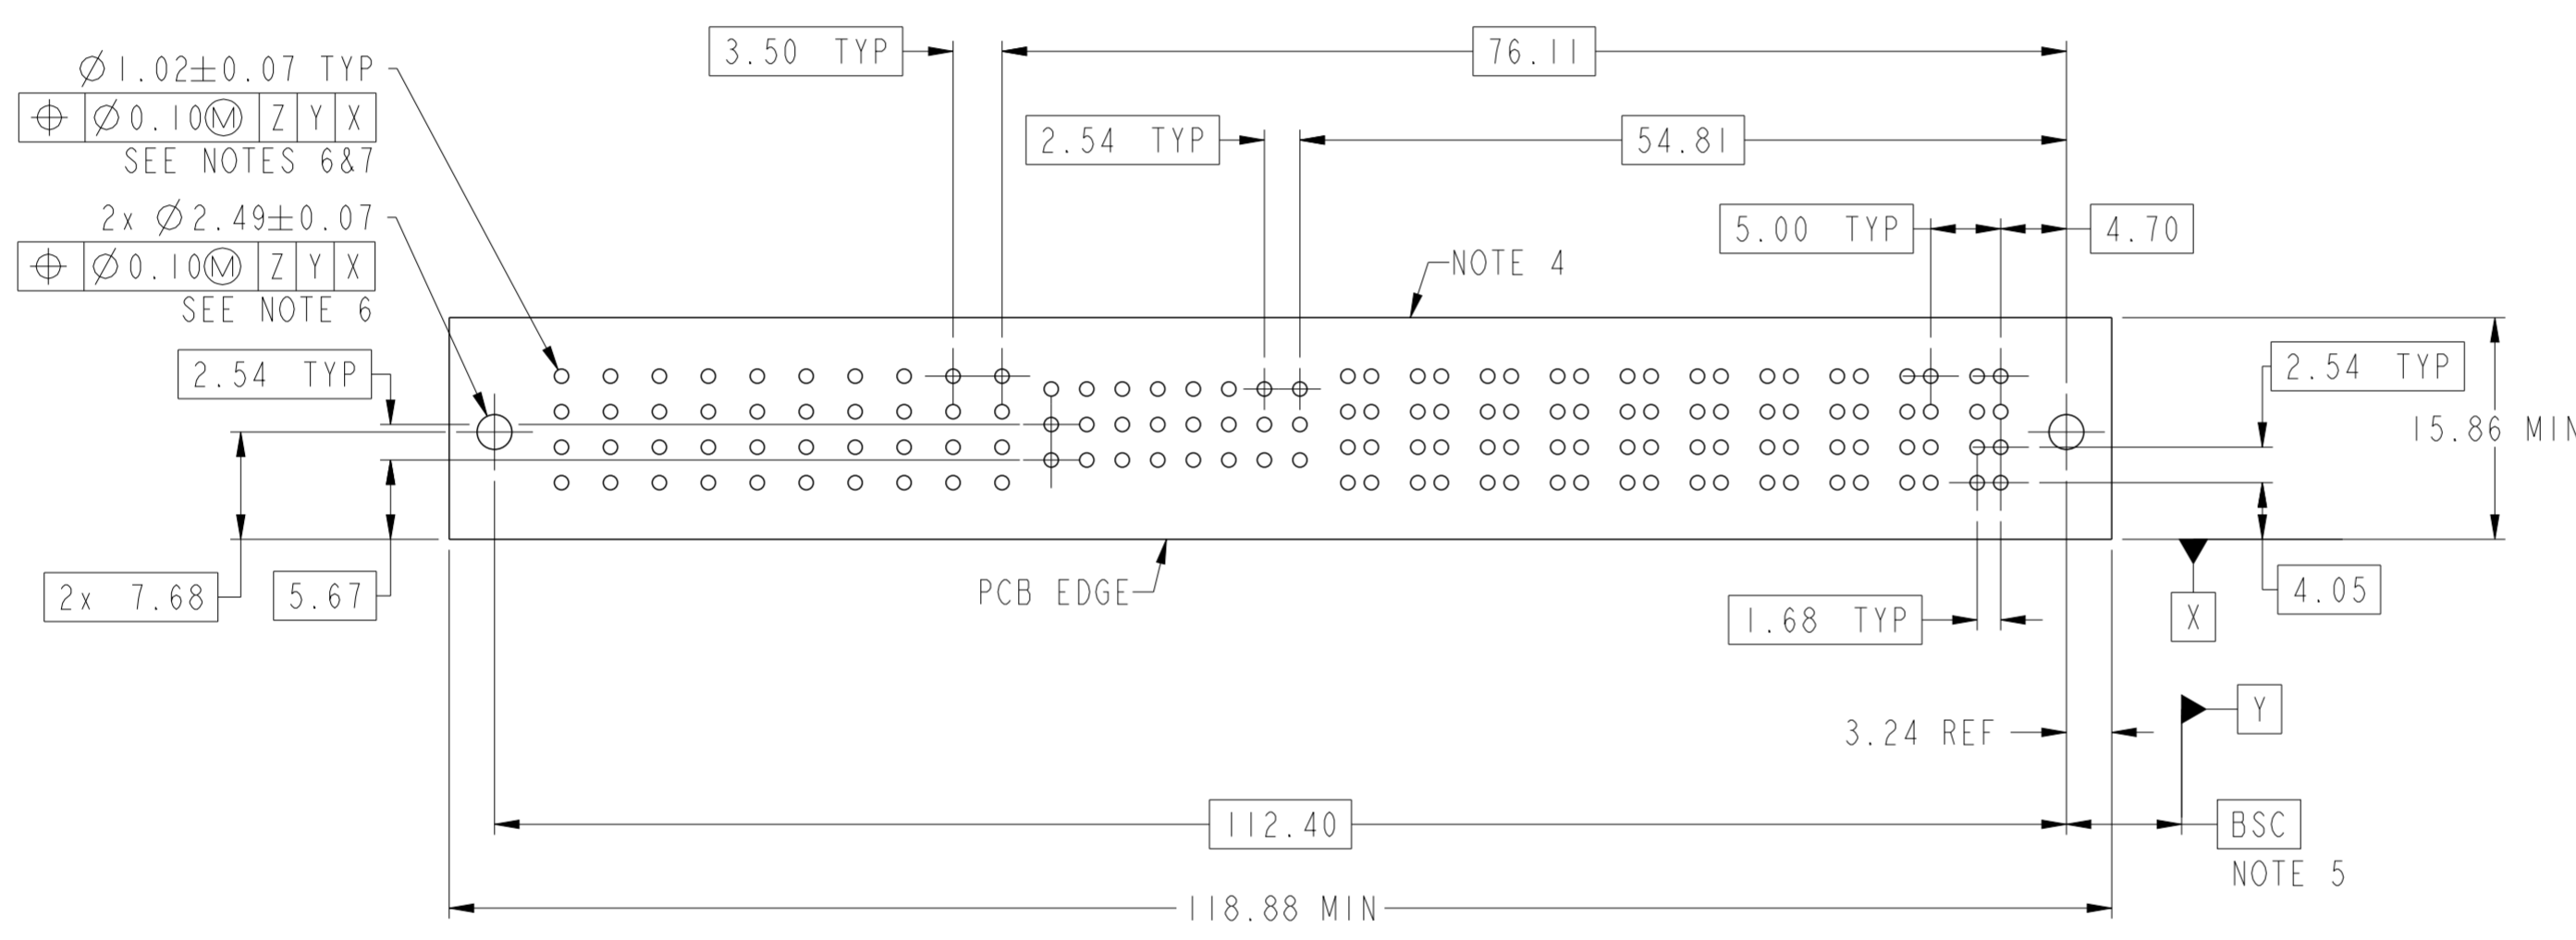 3.50 TYP
76.11
Ø1.02±0.07 TYP
⌖ Ø0.10Ⓜ Z Y X
SEE NOTES 6&7
2.54 TYP
54.81
2x Ø2.49±0.07
⌖ Ø0.10Ⓜ Z Y X
SEE NOTE 6
5.00 TYP
4.70
NOTE 4
2.54 TYP
2.54 TYP
15.86 MIN
2x 7.68
5.67
PCB EDGE
4.05
X
1.68 TYP
Y
3.24 REF
112.40
BSC
NOTE 5
118.88 MIN